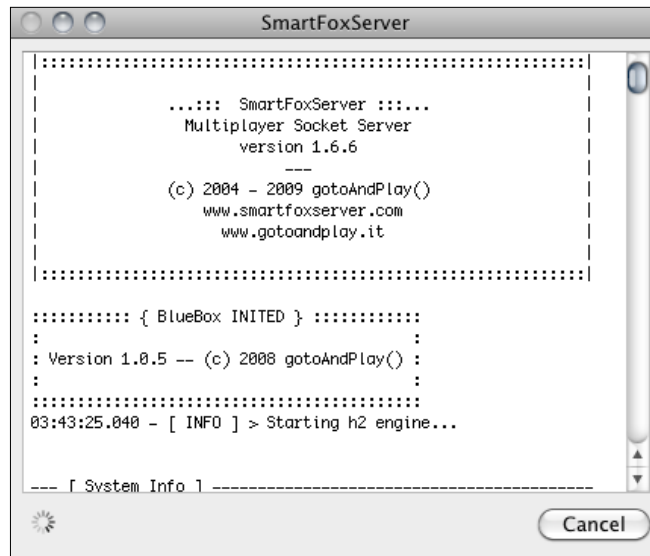 SmartFoxServer
|::::::::::::::::::::::::::::::::::::::::::::::::::::::::::::|
...::: SmartFoxServer :::...
Multiplayer Socket Server
version 1.6.6
---
(c) 2004 - 2009 gotoAndPlay()
www.smartfoxserver.com
www.gotoandplay.it
|::::::::::::::::::::::::::::::::::::::::::::::::::::::::::::|
::::::::::: { BlueBox INITED } ::::::::::::
: Version 1.0.5 -- (c) 2008 gotoAndPlay() :
:::::::::::::::::::::::::::::::::::::::::::
03:43:25.040 - [ INFO ] > Starting h2 engine...
--- [ System Info ] ------------------------------------------
Cancel